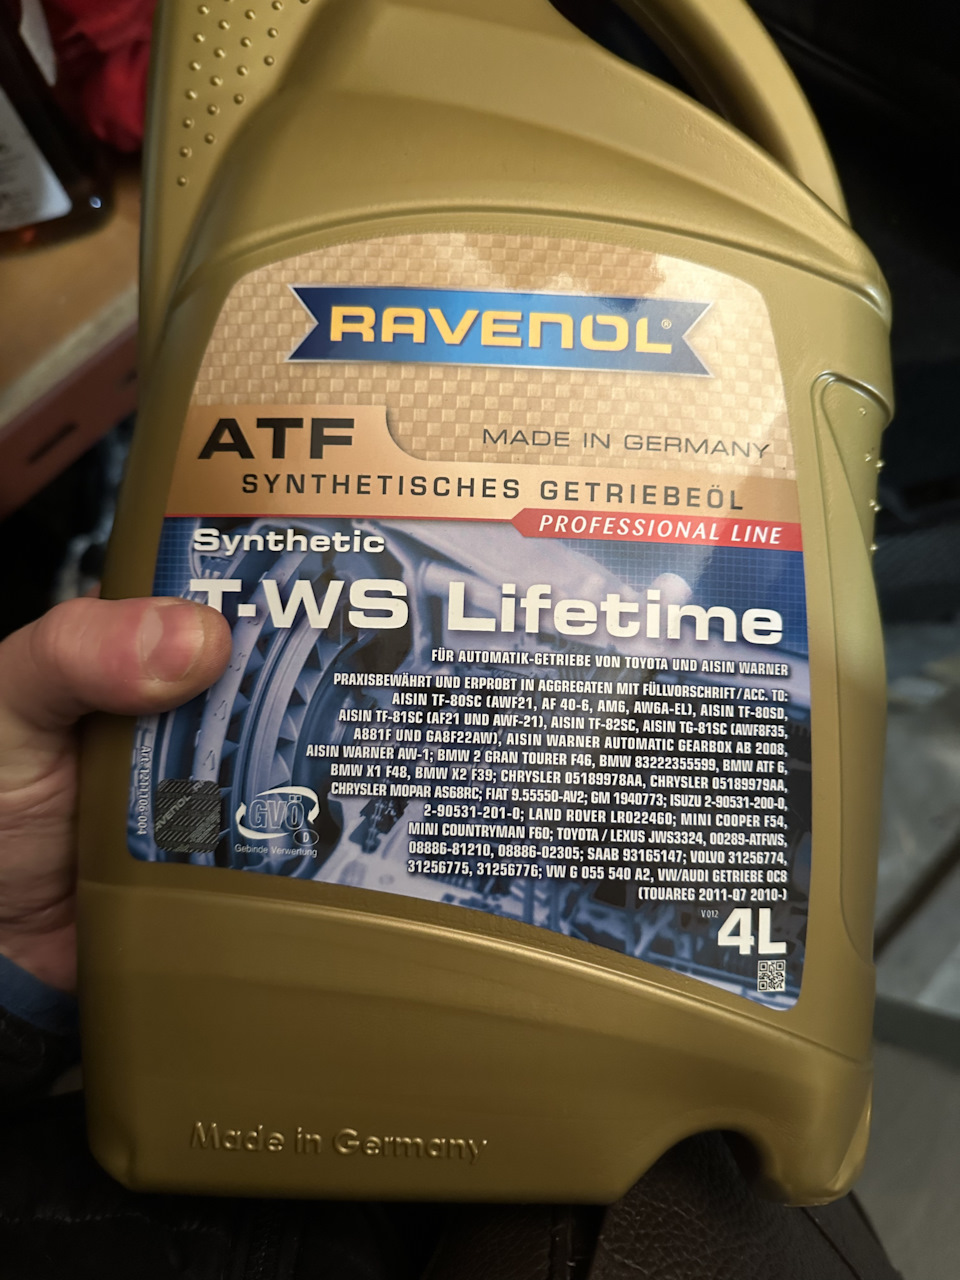 RAVENOL®
ATF
MADE IN GERMANY
SYNTHETISCHES GETRIEBEÖL
PROFESSIONAL LINE
Synthetic
T-WS Lifetime
FÜR AUTOMATIK-GETRIEBE VON TOYOTA UND AISIN WARNER
PRAXISBEWÄHRT UND ERPROBT IN AGGREGATEN MIT FÜLLVORSCHRIFT/ACC. TO:
AISIN TF-80SC (AWF21, AF 40-6, AM6, AW6A-EL), AISIN TF-80SD,
AISIN TF-81SC (AF21 UND AWF-21), AISIN TF-82SC, AISIN TG-81SC (AWF8F35,
A881F UND GA8F22AW), AISIN WARNER AUTOMATIC GEARBOX AB 2008,
AISIN WARNER AW-1; BMW 2 GRAN TOURER F46, BMW 83222355599, BMW ATF 6,
BMW X1 F48, BMW X2 F39; CHRYSLER 05189978AA, CHRYSLER 05189979AA,
CHRYSLER MOPAR AS68RC; FIAT 9.55550-AV2; GM 1940773; ISUZU 2-90531-200-0,
2-90531-201-0; LAND ROVER LR022460; MINI COOPER F54,
MINI COUNTRYMAN F60; TOYOTA / LEXUS JWS3324, 00289-ATFWS,
08886-81210, 08886-02305; SAAB 93165147; VOLVO 31256774,
31256775, 31256776; VW G 055 540 A2, VW/AUDI GETRIEBE 0C8
(TOUAREG 2011-Q7 2010-)
V 012
4L
Art. 1211106-004
RAVENOL
GVÖ
D
Gebinde Verwertung
Made in Germany